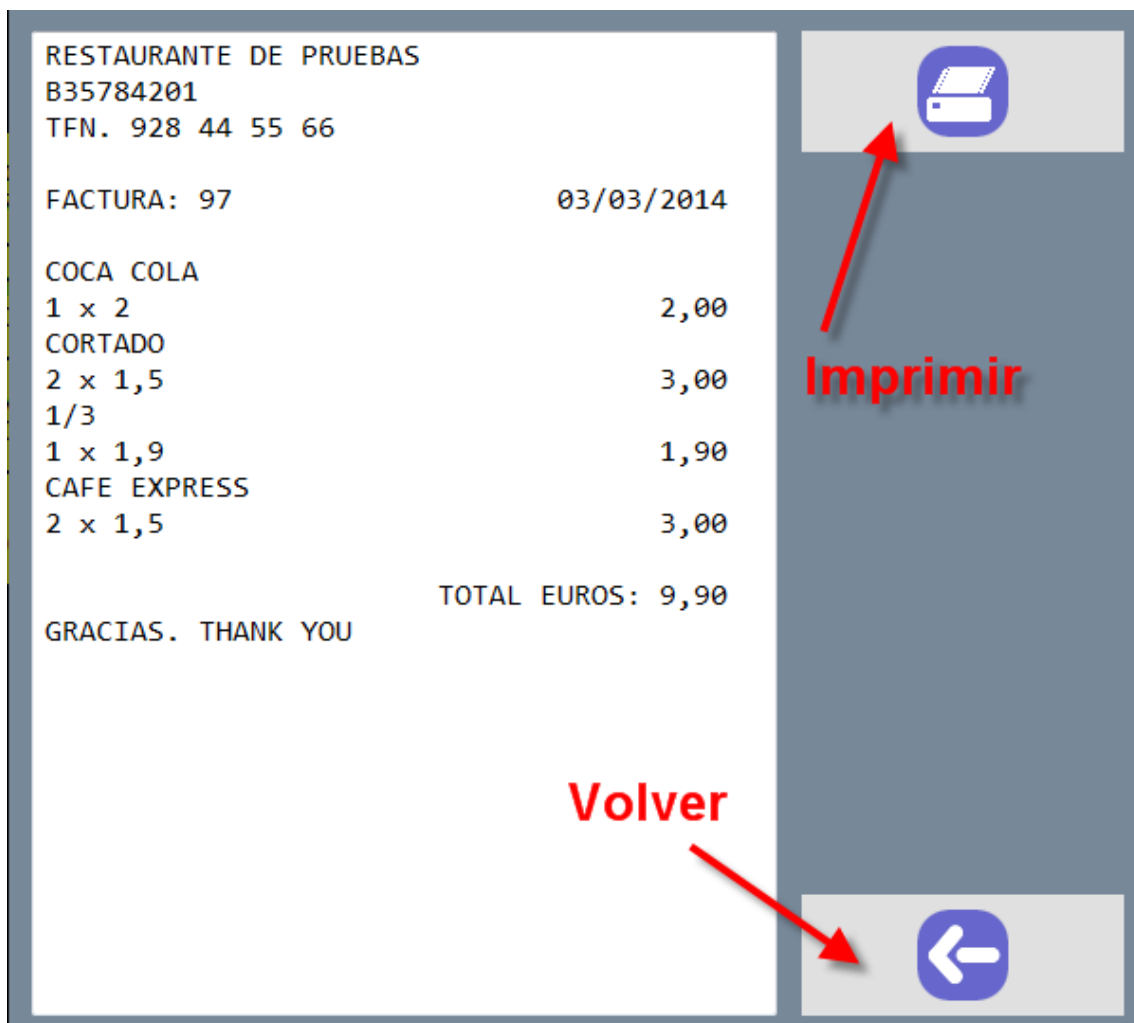 RESTAURANTE DE PRUEBAS
B35784201
TFN. 928 44 55 66
FACTURA: 97 03/03/2014
COCA COLA
1 x 2 2,00
CORTADO
2 x 1,5 3,00
1/3
1 x 1,9 1,90
CAFE EXPRESS
2 x 1,5 3,00
TOTAL EUROS: 9,90
GRACIAS. THANK YOU
Imprimir
Volver